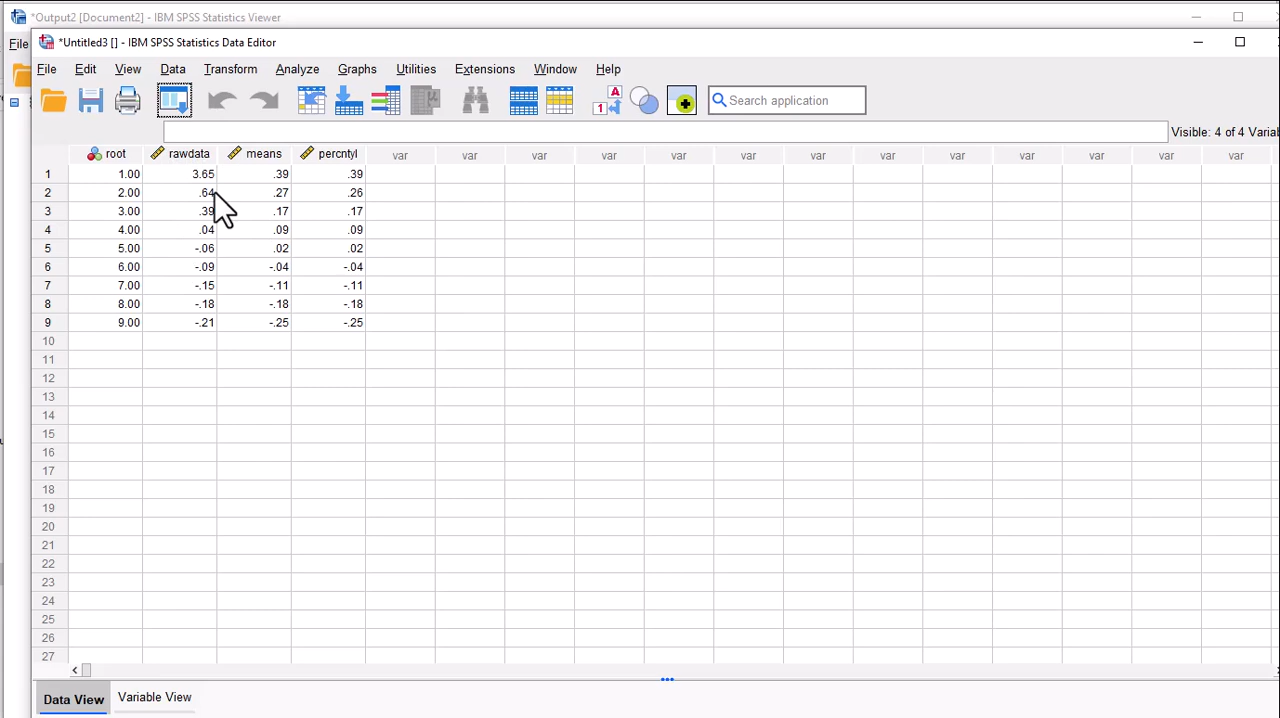 *Output2 [Document2] - IBM SPSS Statistics Viewer
*Untitled3 [] - IBM SPSS Statistics Data Editor
File
File Edit View Data Transform Analyze Graphs Utilities Extensions Window Help
Search application
Visible: 4 of 4 Varia
root rawdata means percntyl var var var var var var var var var var var var var
1 1.00 3.65 .39 .39
2 2.00 .64 .27 .26
3 3.00 .39 .17 .17
4 4.00 .04 .09 .09
5 5.00 -.06 .02 .02
6 6.00 -.09 -.04 -.04
7 7.00 -.15 -.11 -.11
8 8.00 -.18 -.18 -.18
9 9.00 -.21 -.25 -.25
10
11
12
13
14
15
16
17
18
19
20
21
22
23
24
25
26
27
Data View Variable View